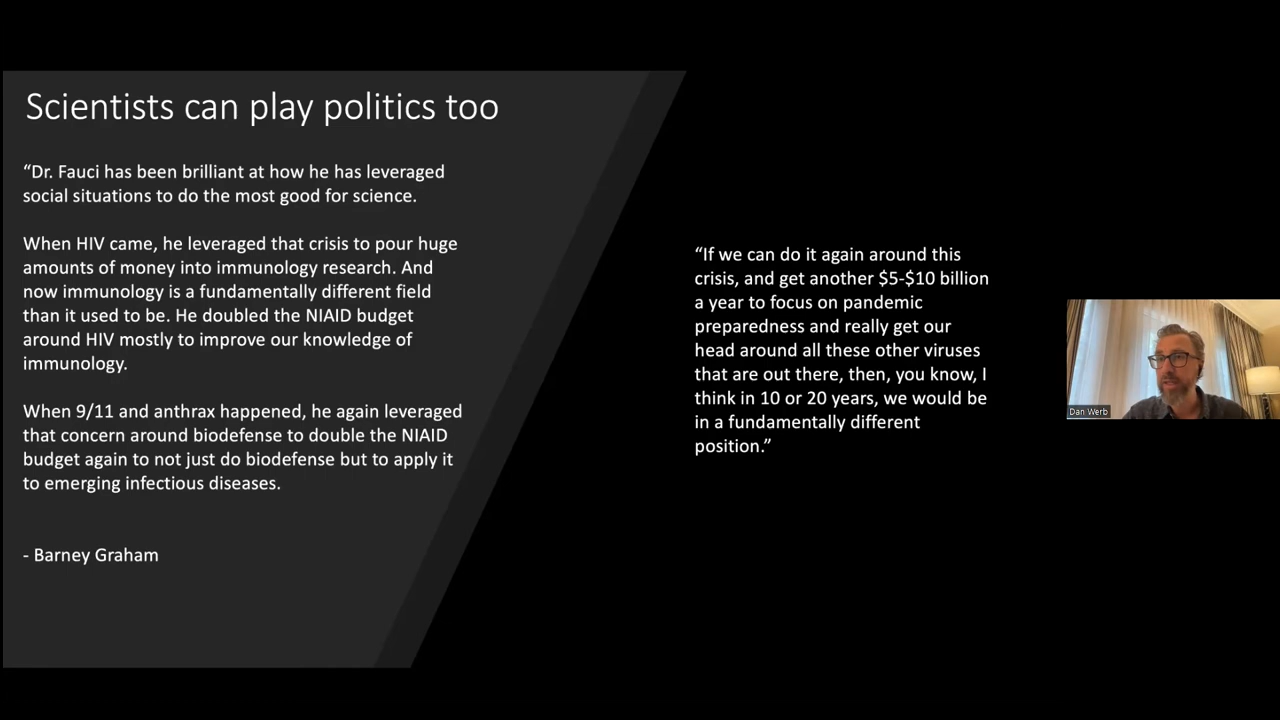 Scientists can play politics too
“Dr. Fauci has been brilliant at how he has leveraged
social situations to do the most good for science.
When HIV came, he leveraged that crisis to pour huge
amounts of money into immunology research. And
now immunology is a fundamentally different field
than it used to be. He doubled the NIAID budget
around HIV mostly to improve our knowledge of
immunology.
When 9/11 and anthrax happened, he again leveraged
that concern around biodefense to double the NIAID
budget again to not just do biodefense but to apply it
to emerging infectious diseases.
- Barney Graham
“If we can do it again around this
crisis, and get another $5-$10 billion
a year to focus on pandemic
preparedness and really get our
head around all these other viruses
that are out there, then, you know, I
think in 10 or 20 years, we would be
in a fundamentally different
position.”
Dan Werb